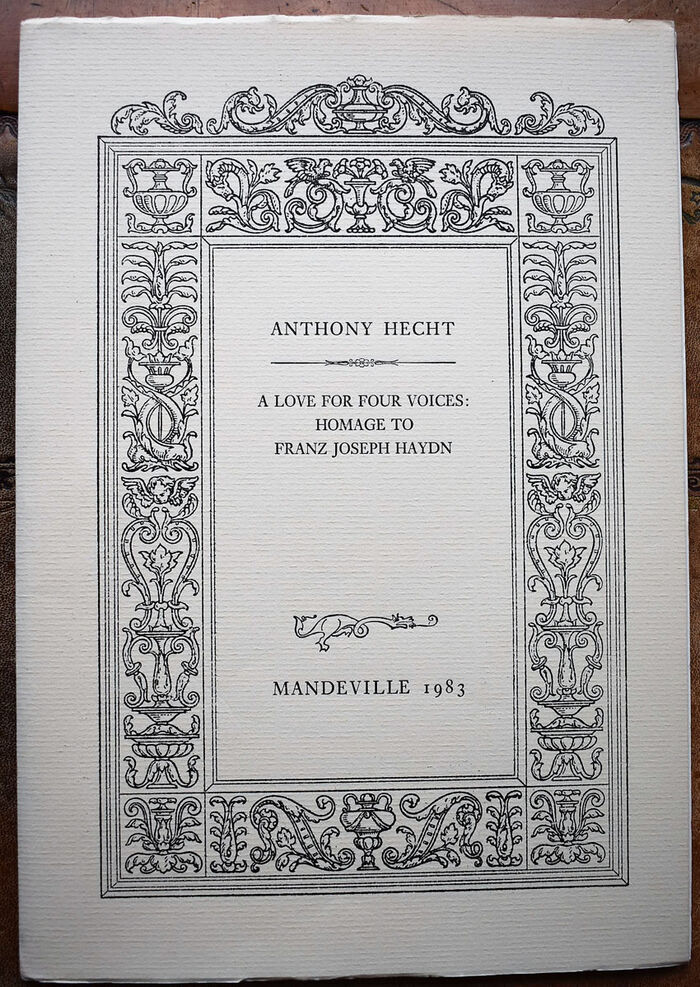 ANTHONY HECHT
A LOVE FOR FOUR VOICES:
HOMAGE TO
FRANZ JOSEPH HAYDN
MANDEVILLE 1983